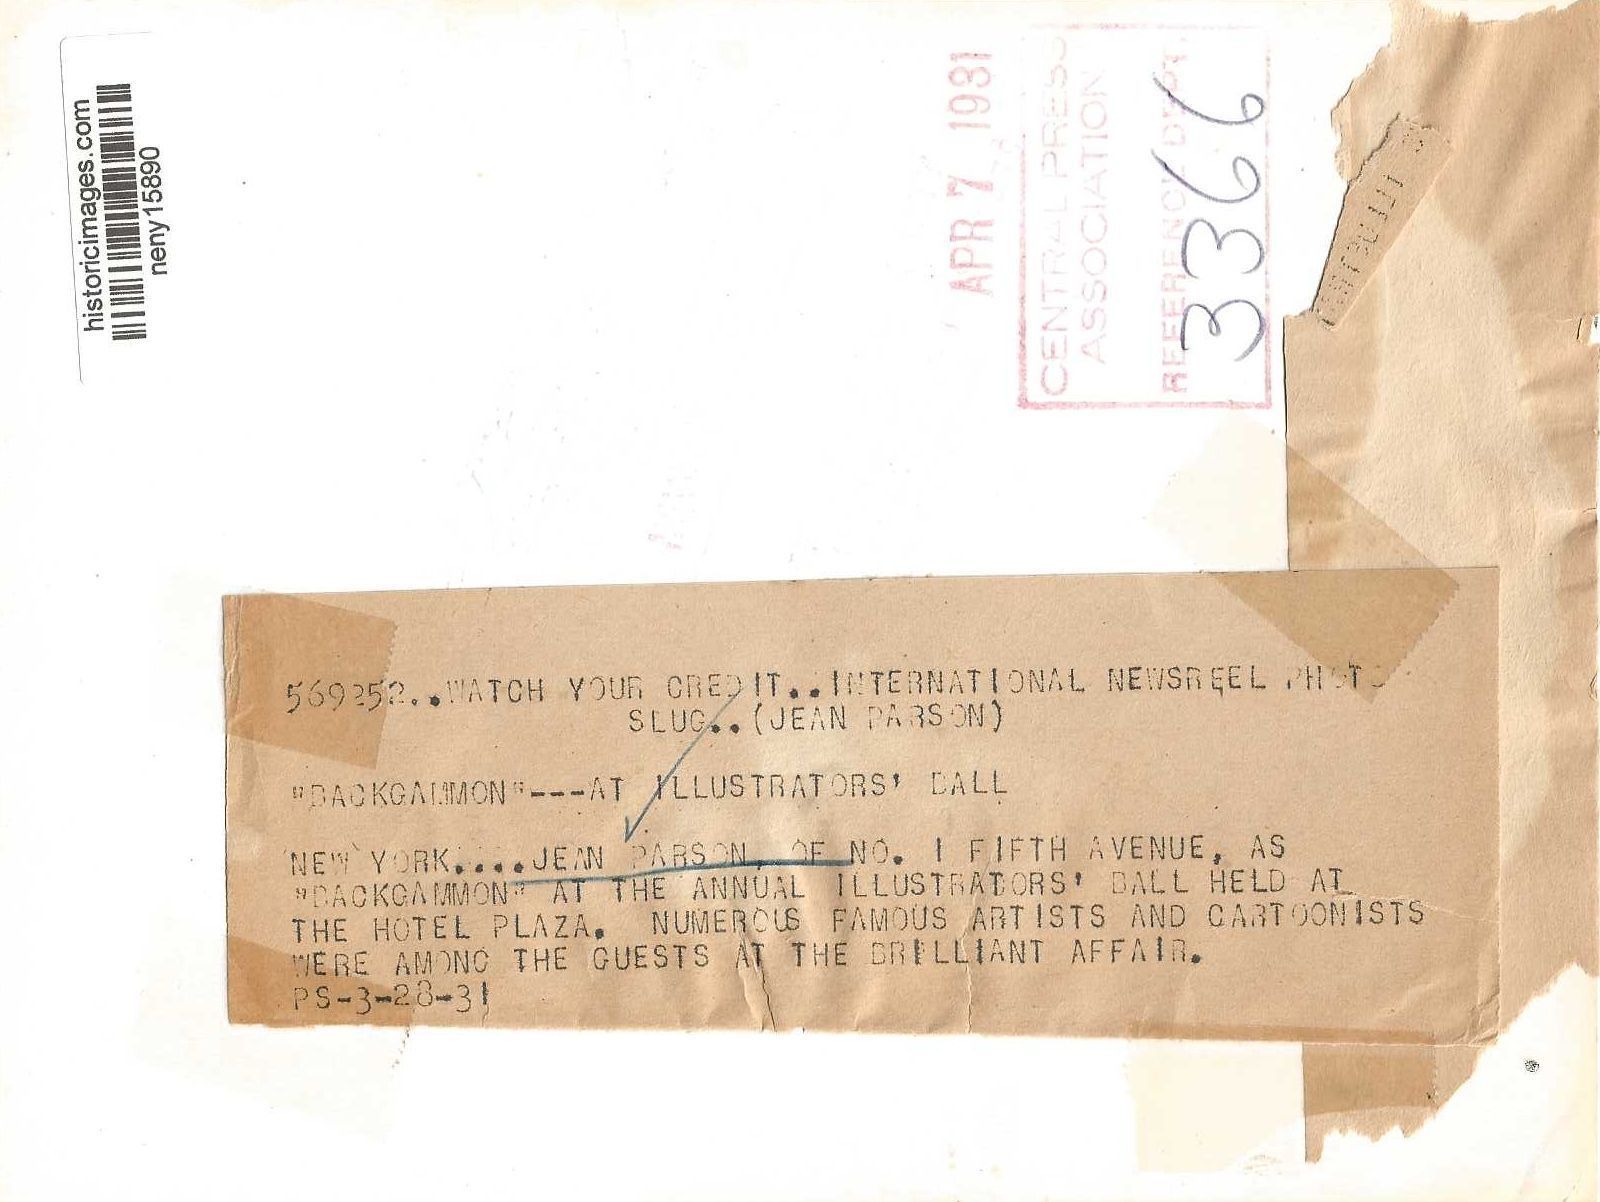 historicimages.com
neny15890
APR 7 1931
CENTRAL PRESS
ASSOCIATION
REFERENCE DEPT.
3366
569252..WATCH YOUR CREDIT..INTERNATIONAL NEWSREEL PHOTO
SLUG..(JEAN PARSON)
"BACKGAMMON"---AT ILLUSTRATORS' BALL
NEW YORK....JEAN PARSON, OF NO. 1 FIFTH AVENUE, AS
"BACKGAMMON" AT THE ANNUAL ILLUSTRATORS' BALL HELD AT
THE HOTEL PLAZA. NUMEROUS FAMOUS ARTISTS AND CARTOONISTS
WERE AMONG THE GUESTS AT THE BRILLIANT AFFAIR.
PS-3-28-31